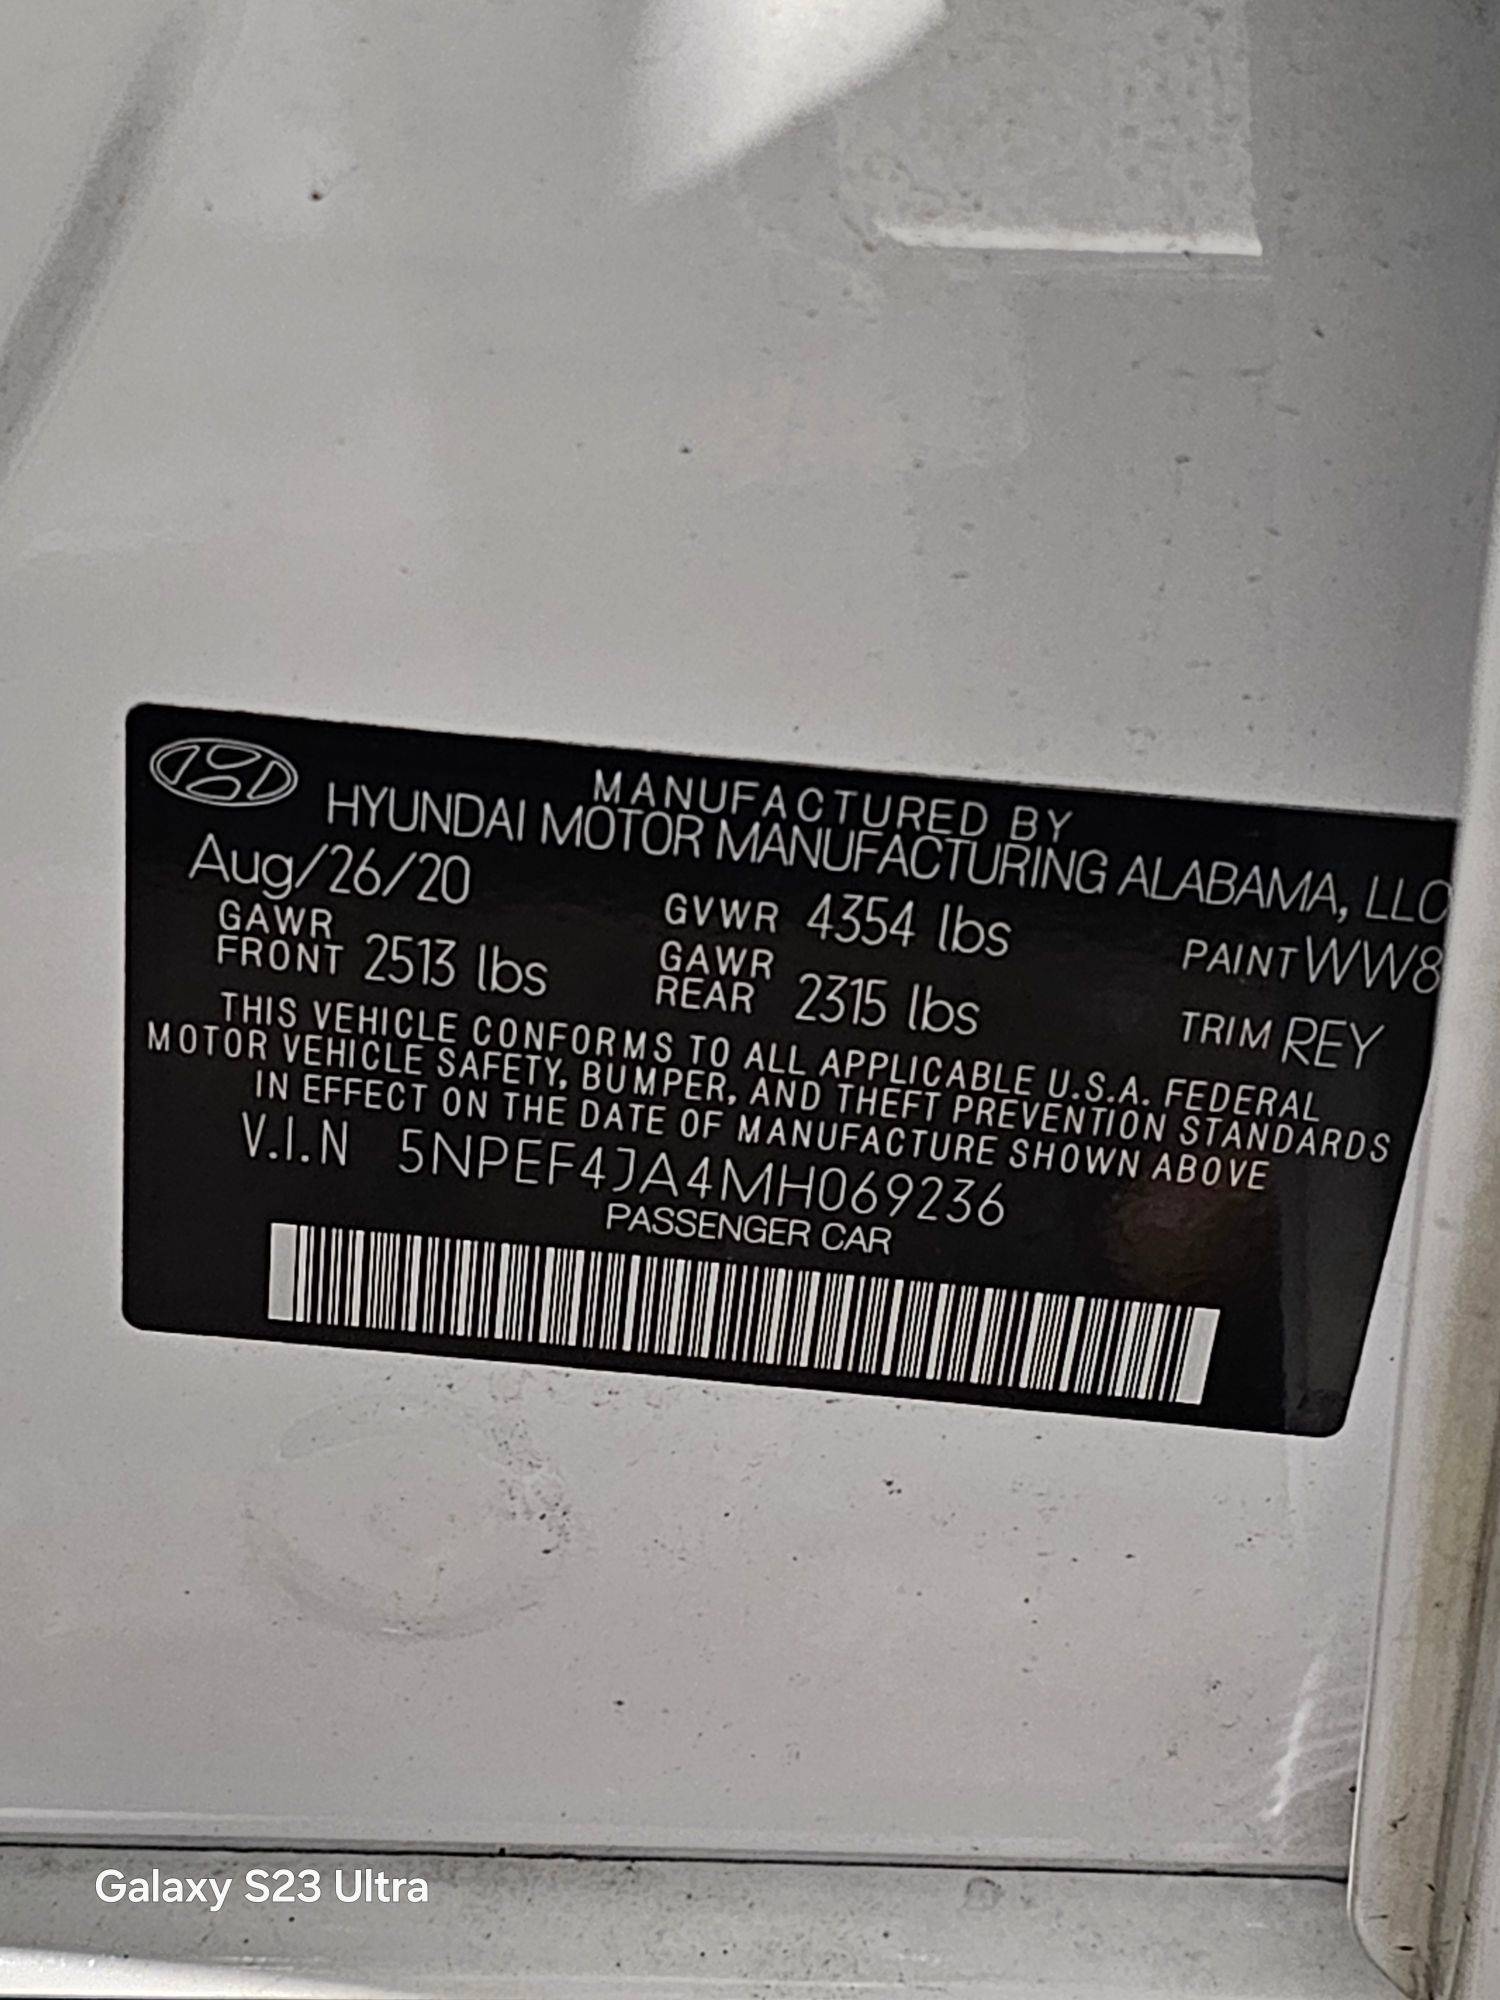 MANUFACTURED BY
HYUNDAI MOTOR MANUFACTURING ALABAMA, LLC
Aug/26/20 GVWR 4354 lbs PAINT WW8
GAWR FRONT 2513 lbs GAWR REAR 2315 lbs TRIM REY
THIS VEHICLE CONFORMS TO ALL APPLICABLE U.S.A. FEDERAL
MOTOR VEHICLE SAFETY, BUMPER, AND THEFT PREVENTION STANDARDS
IN EFFECT ON THE DATE OF MANUFACTURE SHOWN ABOVE
V.I.N 5NPEF4JA4MH069236
PASSENGER CAR
Galaxy S23 Ultra